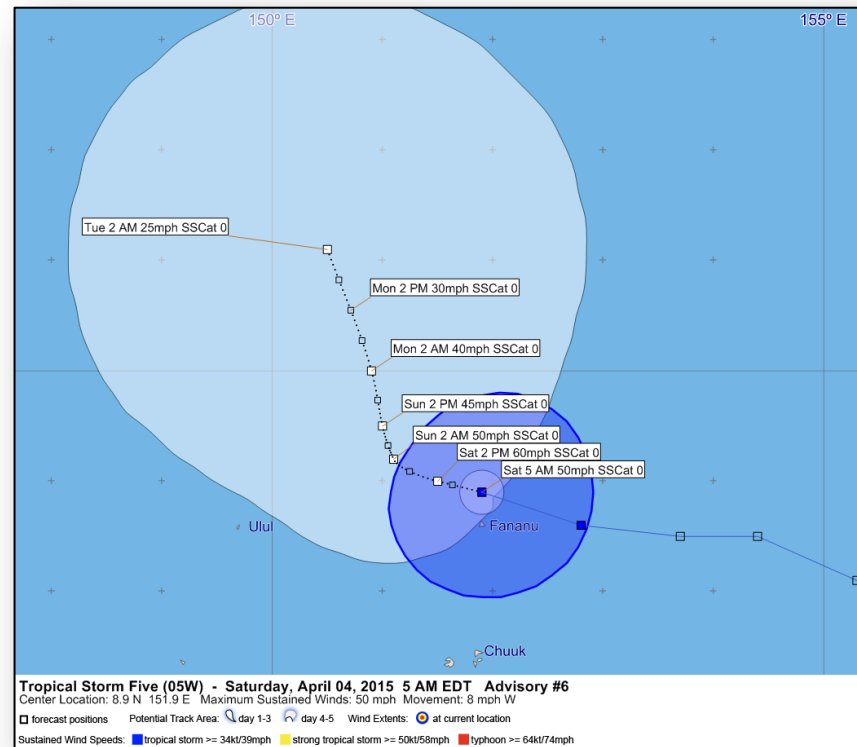 150º E
155º E
Tue 2 AM 25mph SSCat 0
Mon 2 PM 30mph SSCat 0
Mon 2 AM 40mph SSCat 0
Sun 2 PM 45mph SSCat 0
Sun 2 AM 50mph SSCat 0
Sat 2 PM 60mph SSCat 0
Sat 5 AM 50mph SSCat 0
Ulul
Fananu
Chuuk
Tropical Storm Five (05W) - Saturday, April 04, 2015 5 AM EDT Advisory #6
Center Location: 8.9 N 151.9 E Maximum Sustained Winds: 50 mph Movement: 8 mph W
forecast positions Potential Track Area: day 1-3 day 4-5 Wind Extents: at current location
Sustained Wind Speeds: tropical storm >= 34kt/39mph strong tropical storm >= 50kt/58mph typhoon >= 64kt/74mph